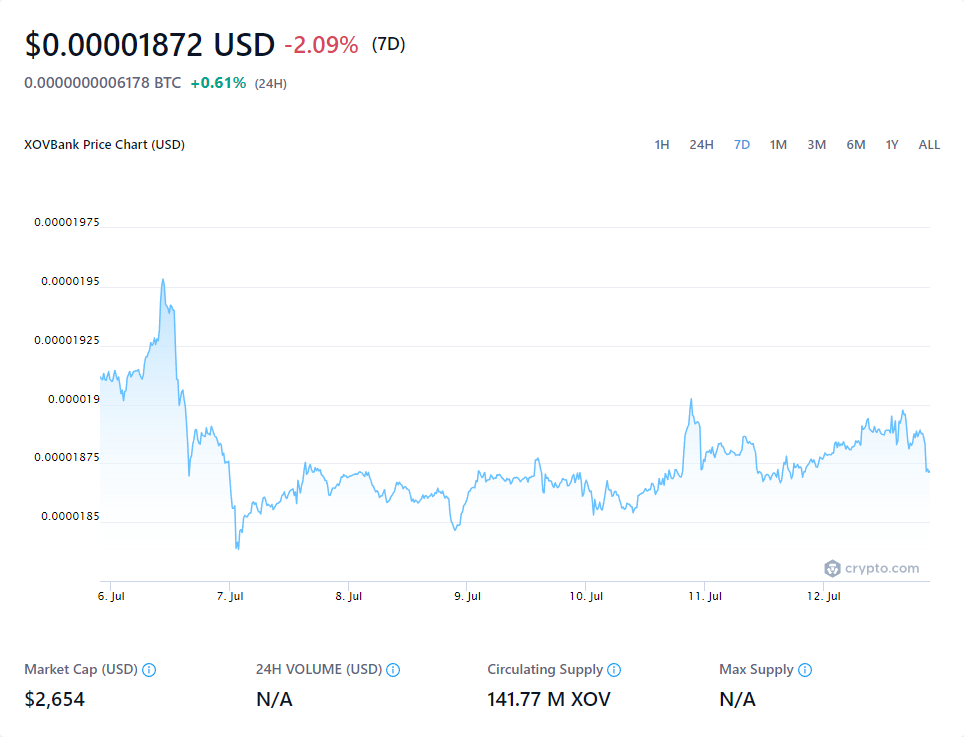 $0.00001872 USD -2.09% (7D)
0.0000000006178 BTC +0.61% (24H)
XOVBank Price Chart (USD) 1H 24H 7D 1M 3M 6M 1Y ALL
0.00001975
0.0000195
0.00001925
0.000019
0.00001875
0.0000185
crypto.com
6. Jul 7. Jul 8. Jul 9. Jul 10. Jul 11. Jul 12. Jul
Market Cap (USD) 24H VOLUME (USD) Circulating Supply Max Supply
$2,654 N/A 141.77 M XOV N/A